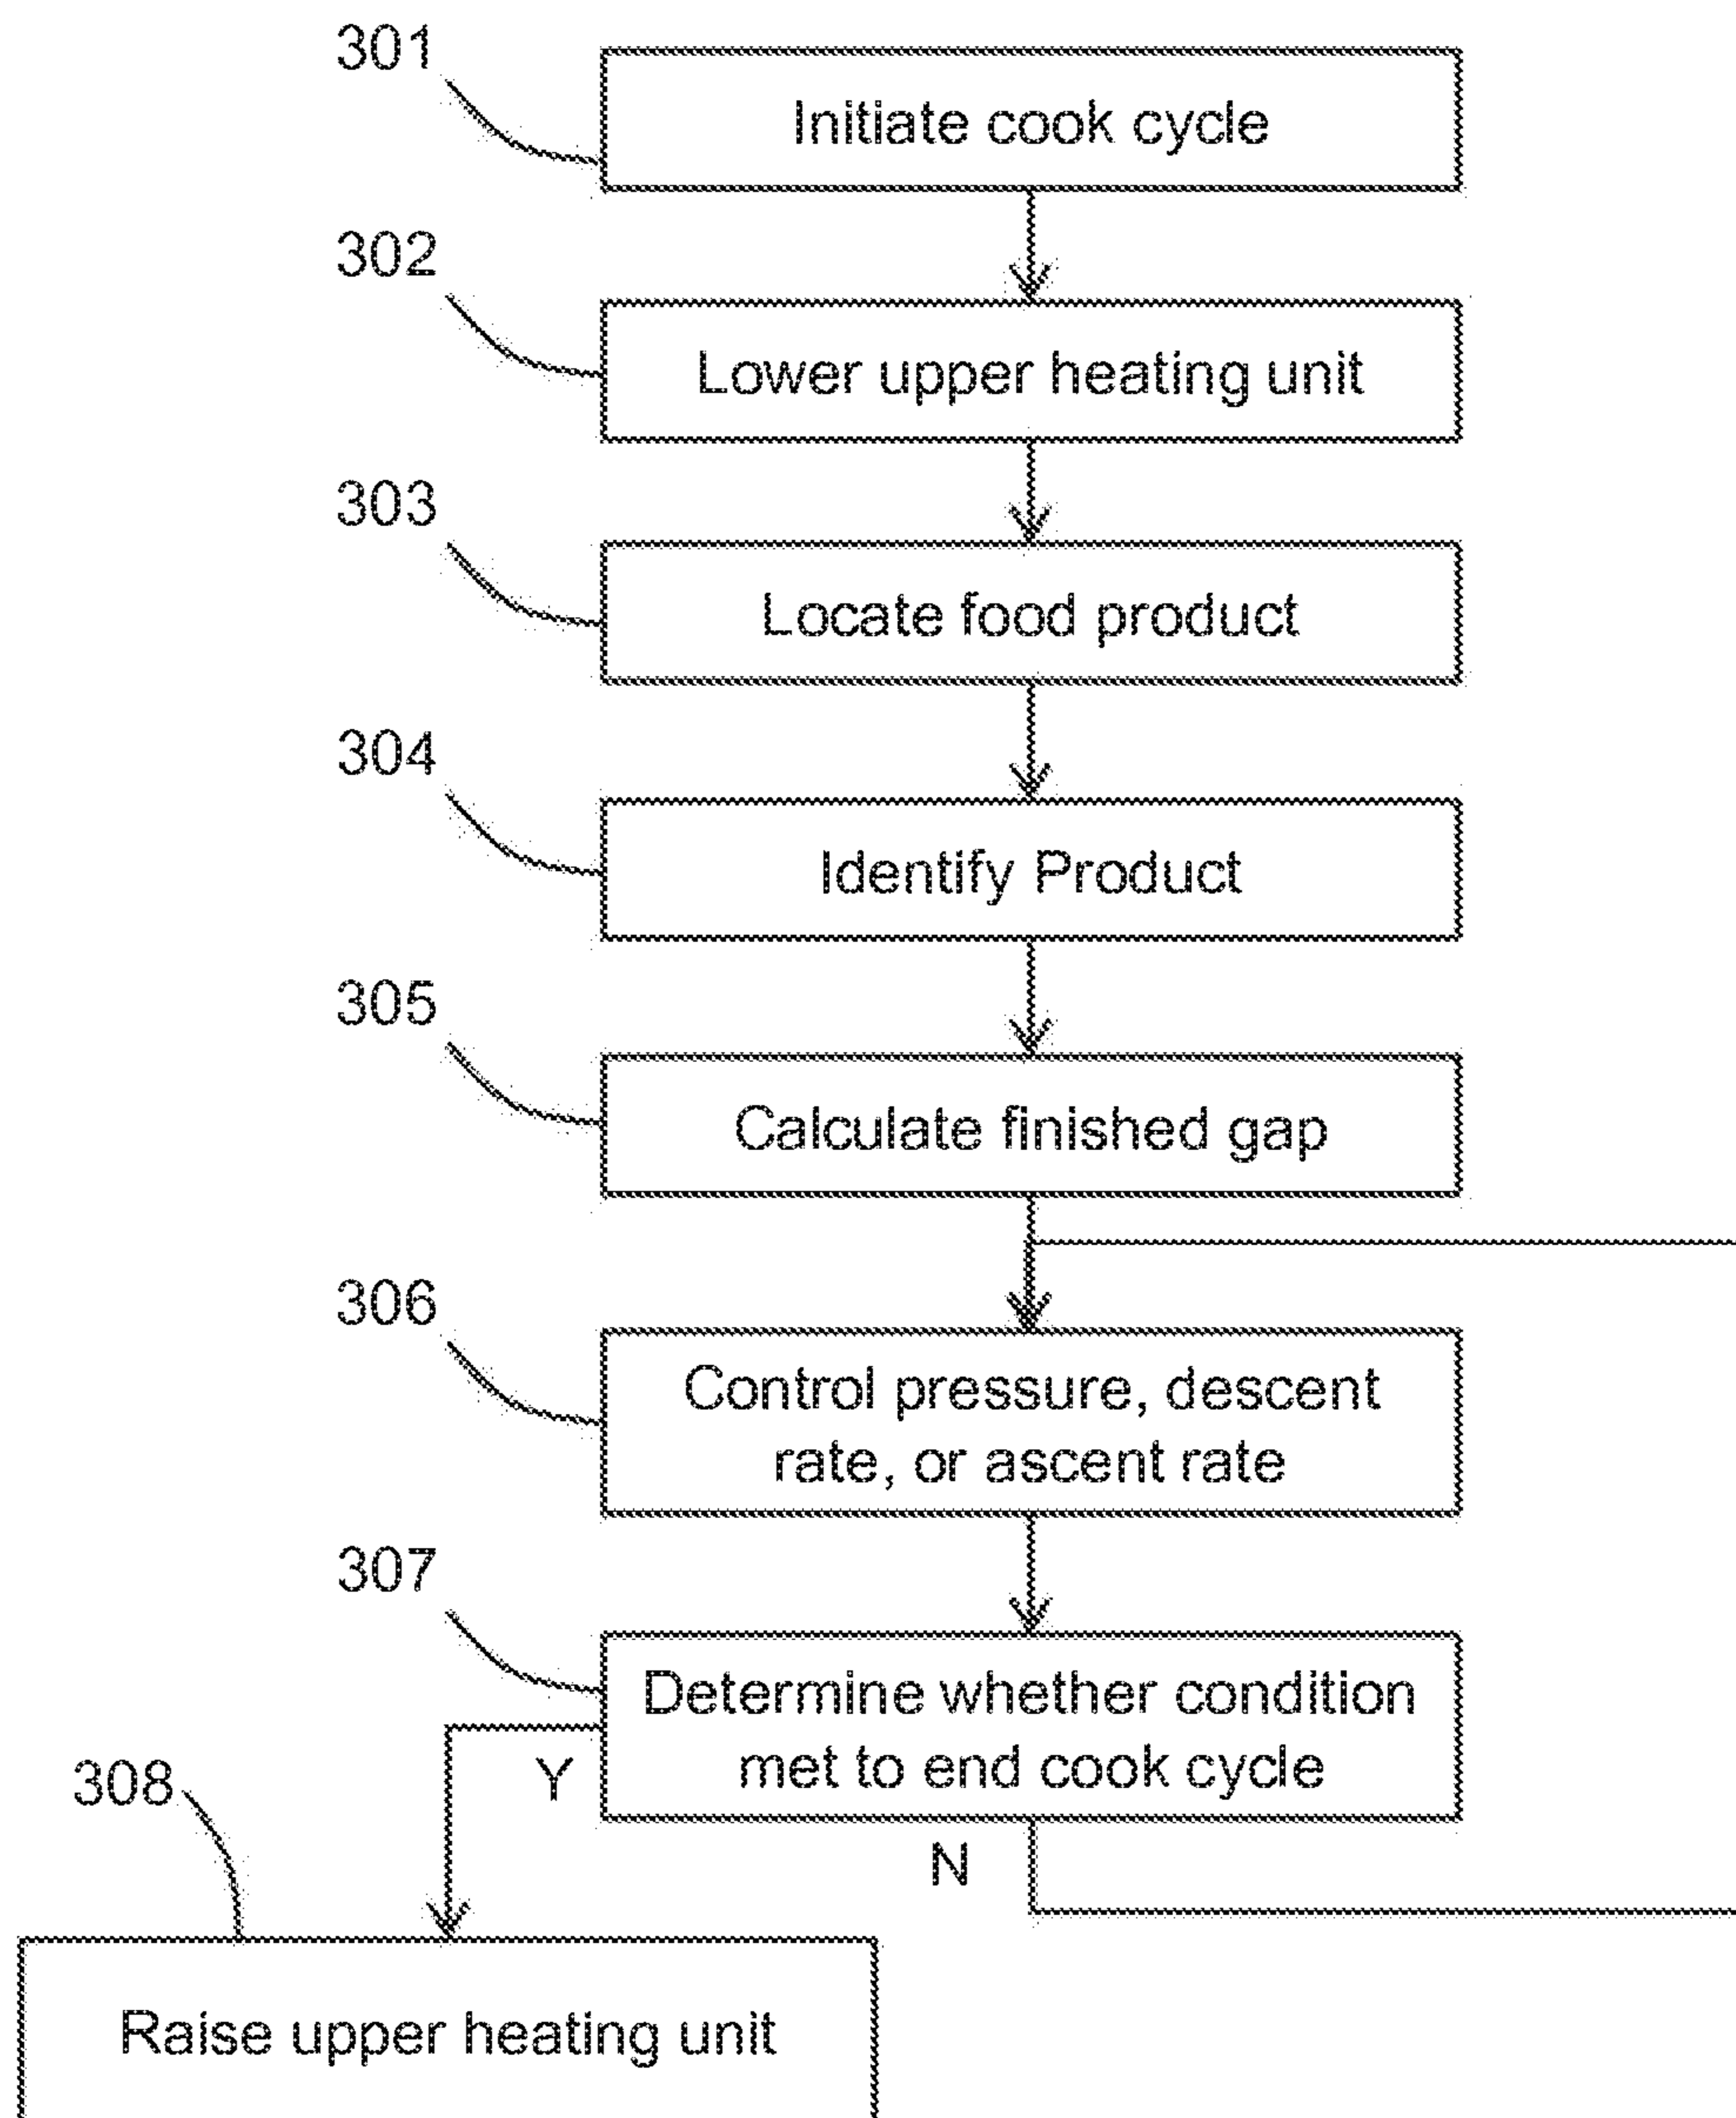 301
Initiate cook cycle
302
Lower upper heating unit
303
Locate food product
304
Identify Product
305
Calculate finished gap
306
Control pressure, descent
rate, or ascent rate
307
Determine whether condition
met to end cook cycle
Y
308
N
Raise upper heating unit